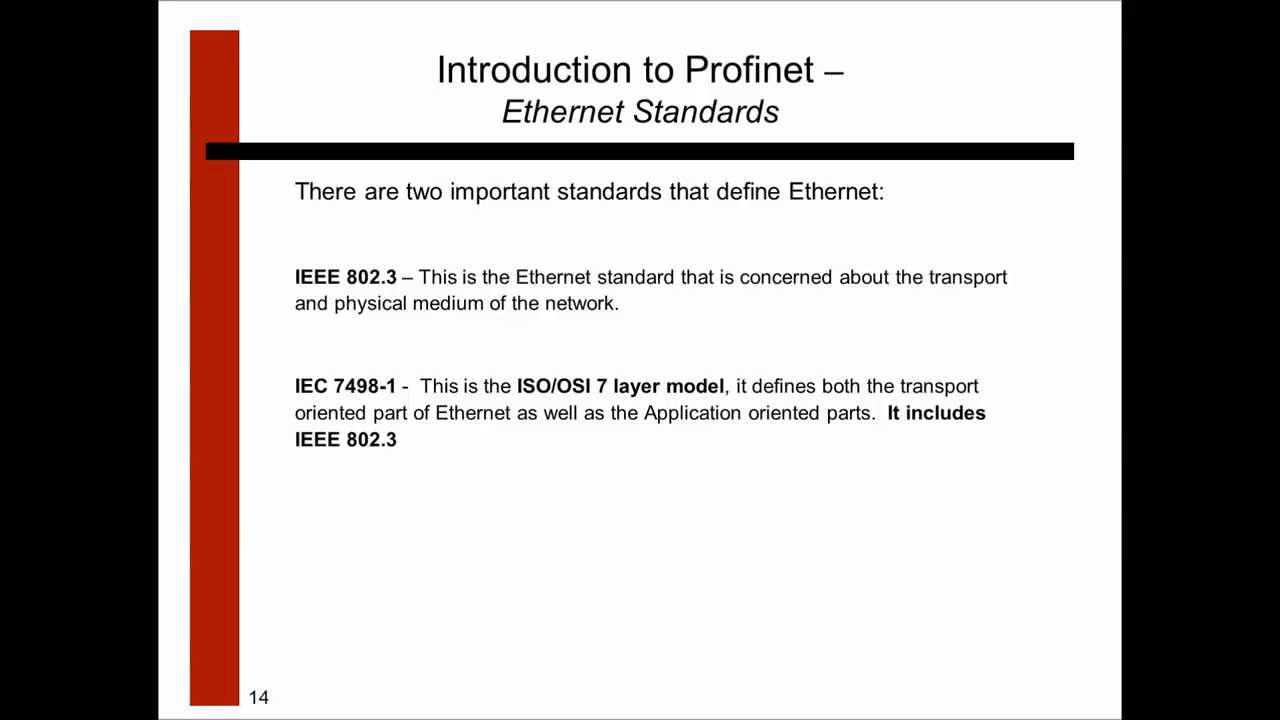 Introduction to Profinet –
Ethernet Standards
There are two important standards that define Ethernet:
IEEE 802.3 – This is the Ethernet standard that is concerned about the transport
and physical medium of the network.
IEC 7498-1 -  This is the ISO/OSI 7 layer model, it defines both the transport
oriented part of Ethernet as well as the Application oriented parts.  It includes
IEEE 802.3
14